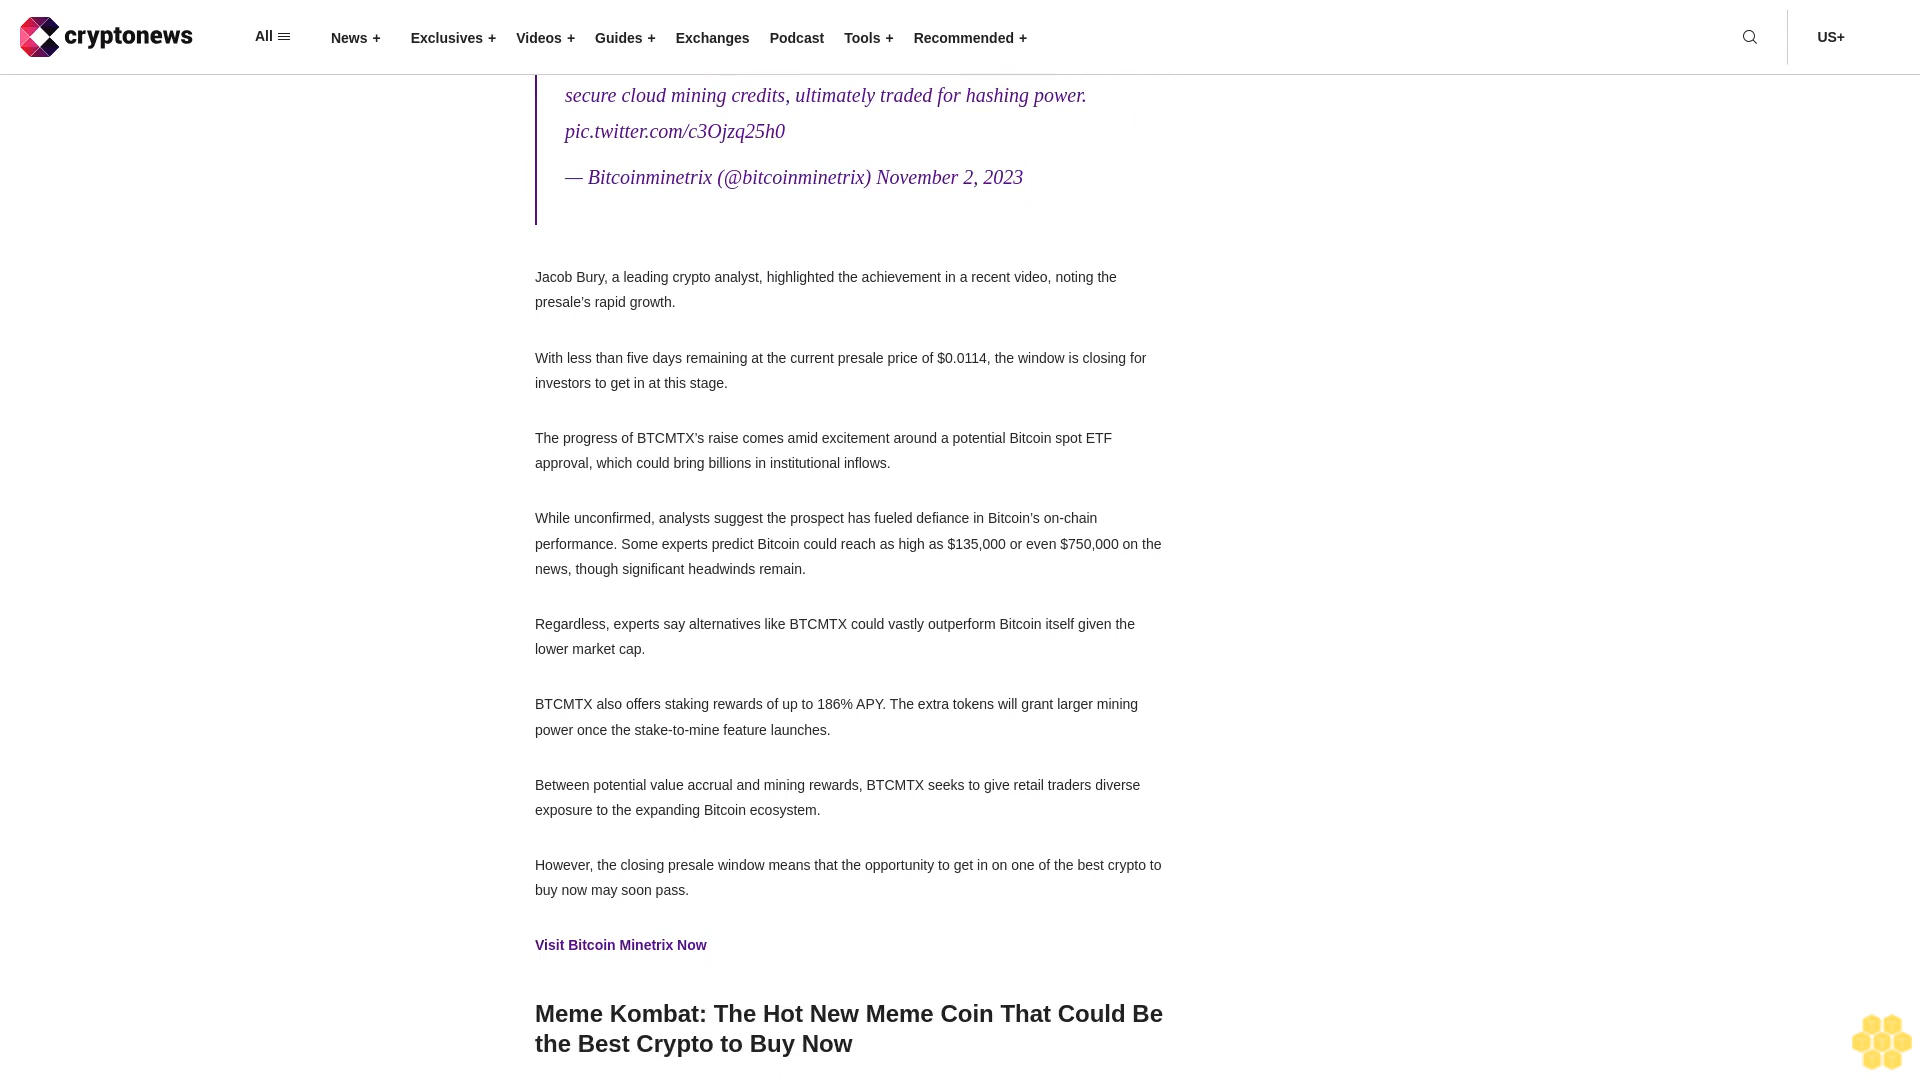 cryptonews
All
News +
Exclusives +
Videos +
Guides +
Exchanges
Podcast
Tools +
Recommended +
US+
secure cloud mining credits, ultimately traded for hashing power.
pic.twitter.com/c3Ojzq25h0
— Bitcoinminetrix (@bitcoinminetrix) November 2, 2023
Jacob Bury, a leading crypto analyst, highlighted the achievement in a recent video, noting the
presale’s rapid growth.
With less than five days remaining at the current presale price of $0.0114, the window is closing for
investors to get in at this stage.
The progress of BTCMTX’s raise comes amid excitement around a potential Bitcoin spot ETF
approval, which could bring billions in institutional inflows.
While unconfirmed, analysts suggest the prospect has fueled defiance in Bitcoin’s on-chain
performance. Some experts predict Bitcoin could reach as high as $135,000 or even $750,000 on the
news, though significant headwinds remain.
Regardless, experts say alternatives like BTCMTX could vastly outperform Bitcoin itself given the
lower market cap.
BTCMTX also offers staking rewards of up to 186% APY. The extra tokens will grant larger mining
power once the stake-to-mine feature launches.
Between potential value accrual and mining rewards, BTCMTX seeks to give retail traders diverse
exposure to the expanding Bitcoin ecosystem.
However, the closing presale window means that the opportunity to get in on one of the best crypto to
buy now may soon pass.
Visit Bitcoin Minetrix Now
Meme Kombat: The Hot New Meme Coin That Could Be
the Best Crypto to Buy Now